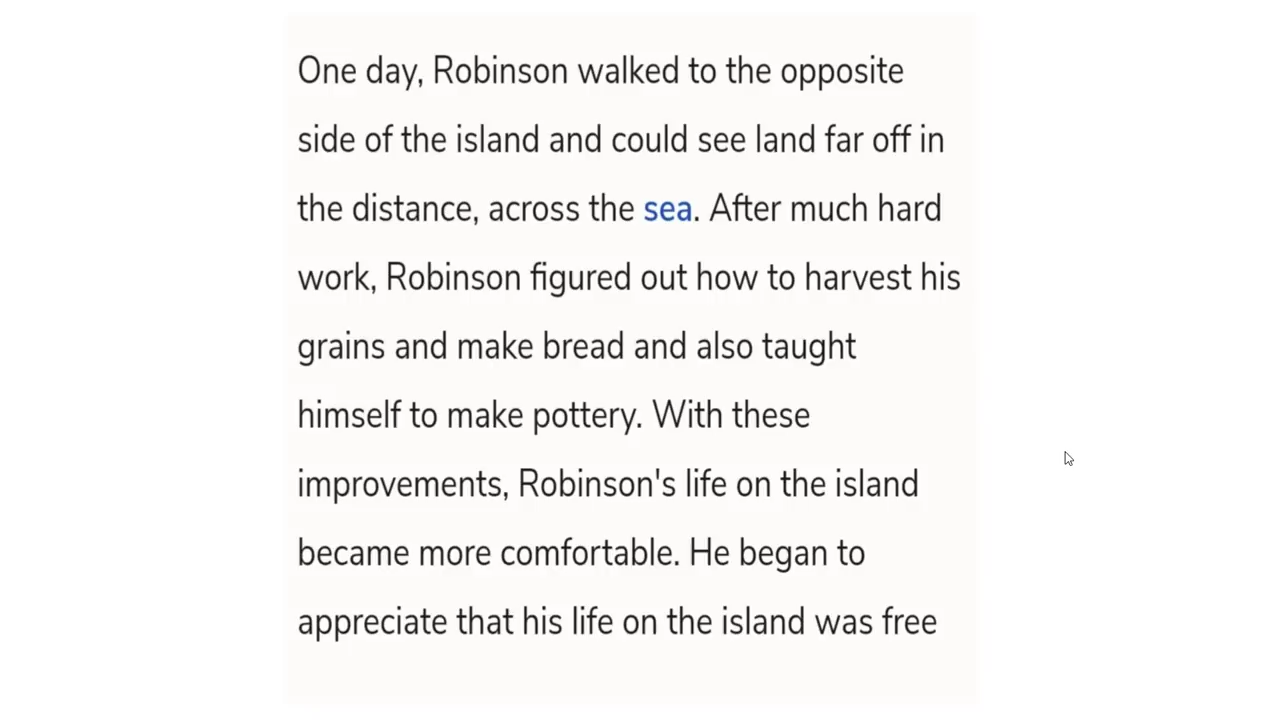 One day, Robinson walked to the opposite
side of the island and could see land far off in
the distance, across the sea. After much hard
work, Robinson figured out how to harvest his
grains and make bread and also taught
himself to make pottery. With these
improvements, Robinson's life on the island
became more comfortable. He began to
appreciate that his life on the island was free